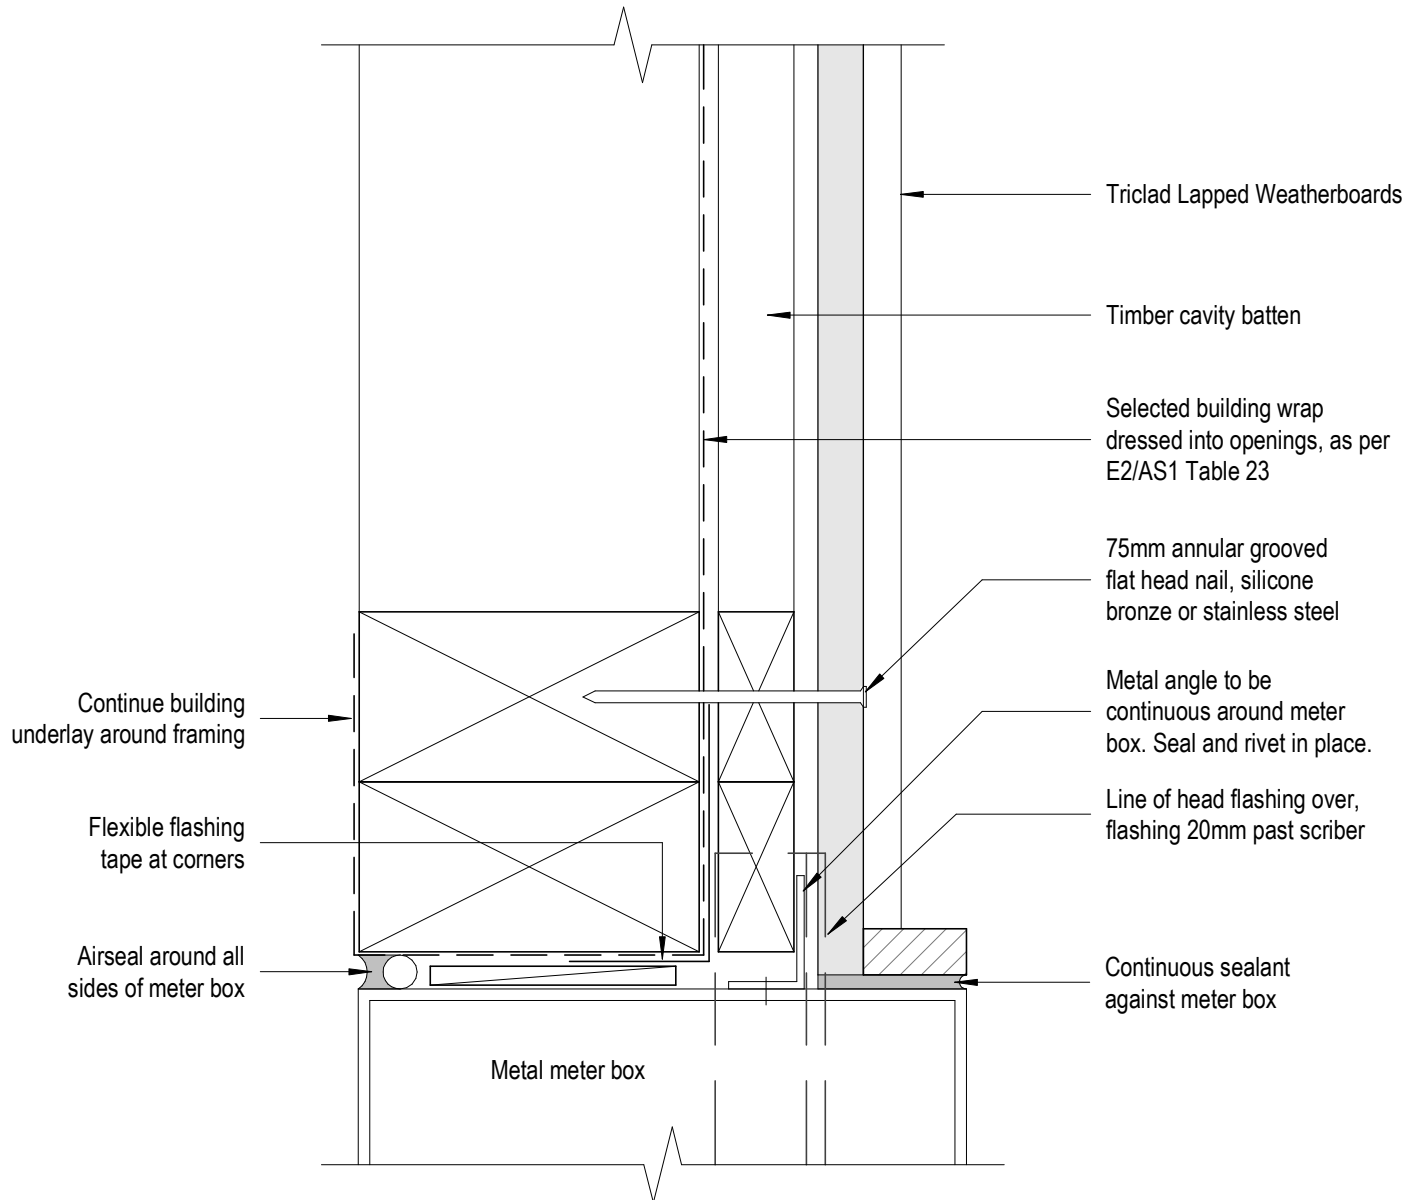 Triclad Lapped Weatherboards
Timber cavity batten
Selected building wrap
dressed into openings, as per
E2/AS1 Table 23
75mm annular grooved
flat head nail, silicone
bronze or stainless steel
Metal angle to be
continuous around meter
box. Seal and rivet in place.
Line of head flashing over,
flashing 20mm past scriber
Continuous sealant
against meter box
Continue building
underlay around framing
Flexible flashing
tape at corners
Airseal around all
sides of meter box
Metal meter box